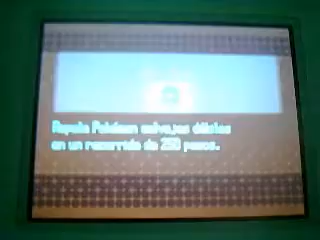 Repele Pokémon salvajes débiles
en un recorrido de 250 pasos.